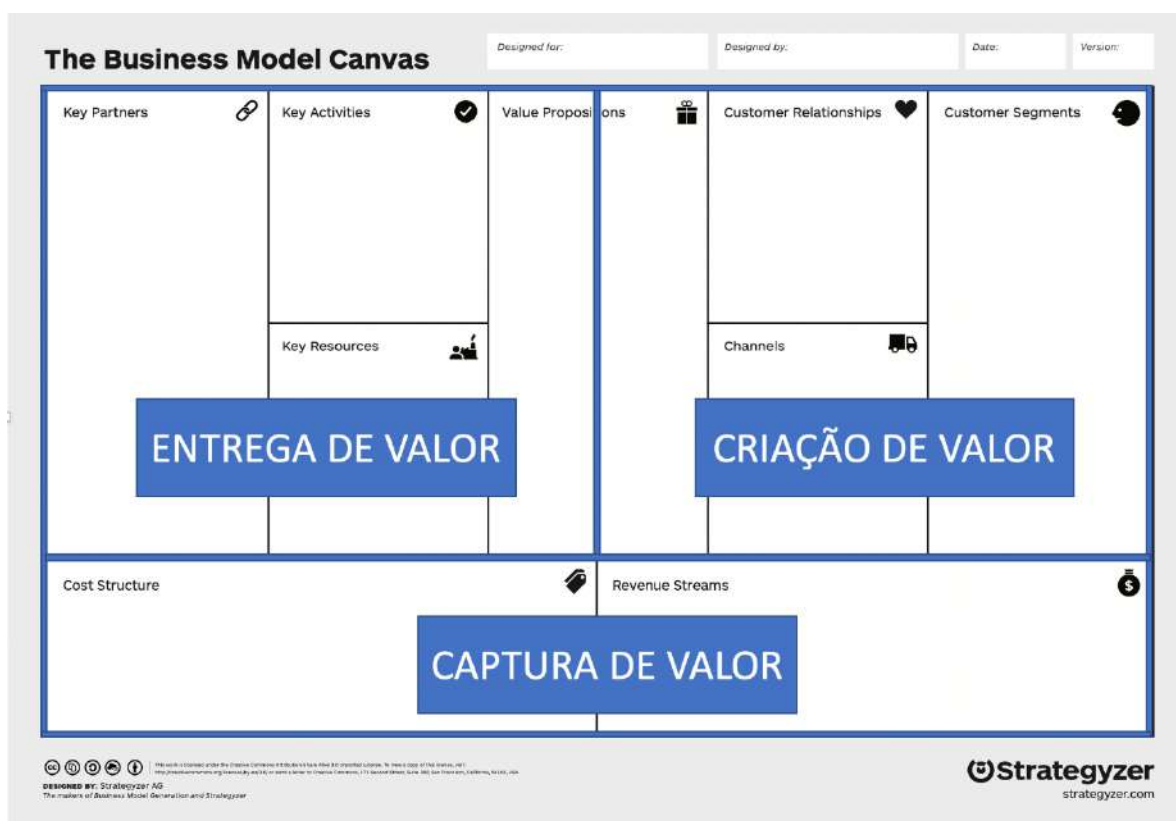 The Business Model Canvas
Designed for:
Designed by:
Date:
Version:
Key Partners
Key Activities
Value Proposi ons
Customer Relationships
Customer Segments
Key Resources
Channels
ENTREGA DE VALOR
CRIAÇÃO DE VALOR
Cost Structure
Revenue Streams
$
CAPTURA DE VALOR
DESIGNED BY: Strategyzer AG
The makers of Business Model Generation and Strategyzer
Strategyzer
strategyzer.com